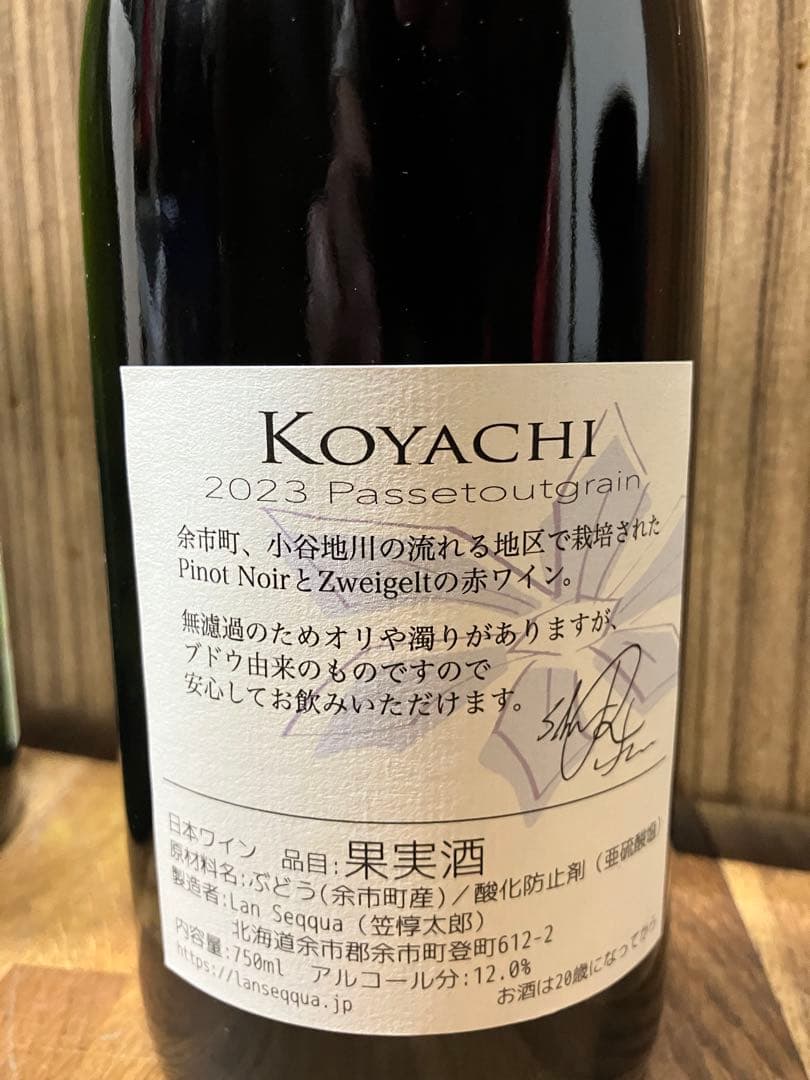 KOYACHI
2023 Passetoutgrain
余市町、小谷地川の流れる地区で栽培された
Pinot NoirとZweigeltの赤ワイン。
無濾過のためオリや濁りがありますが、
ブドウ由来のものですので
安心してお飲みいただけます。
日本ワイン 品目:果実酒
原材料名:ぶどう(余市町産)/酸化防止剤(亜硫酸塩)
製造者:Lan Seqqua(笠惇太郎)
北海道余市郡余市町登町612-2
内容量:750ml アルコール分:12.0%
https://lanseqqua.jp
お酒は20歳になってから